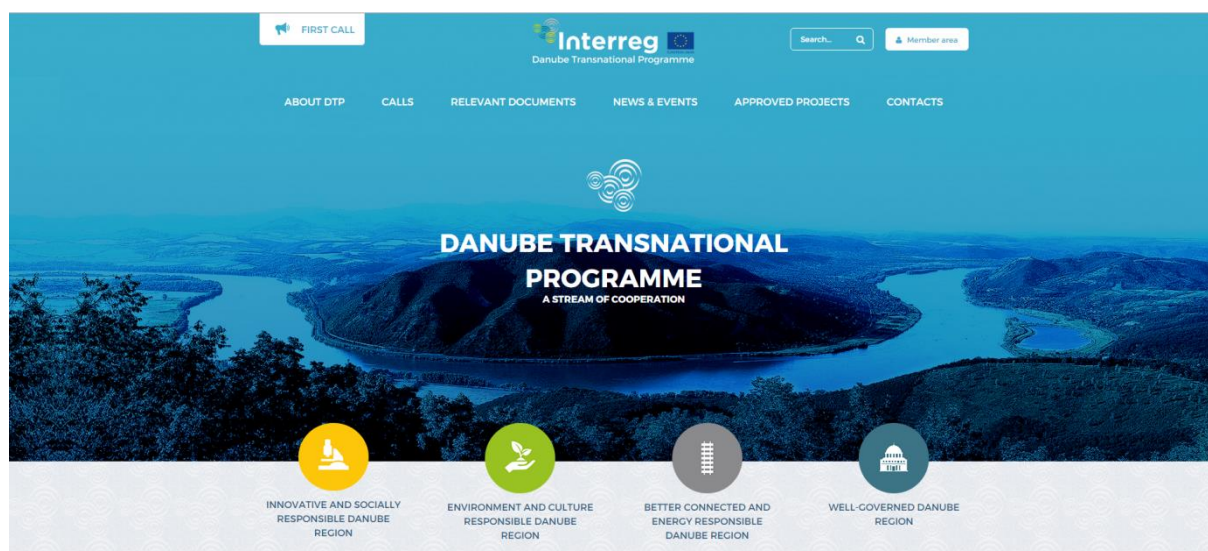 FIRST CALL
Interreg
Danube Transnational Programme
Search...
Member area
ABOUT DTP
CALLS
RELEVANT DOCUMENTS
NEWS & EVENTS
APPROVED PROJECTS
CONTACTS
DANUBE TRANSNATIONAL
PROGRAMME
A STREAM OF COOPERATION
INNOVATIVE AND SOCIALLY
RESPONSIBLE DANUBE
REGION
ENVIRONMENT AND CULTURE
RESPONSIBLE DANUBE
REGION
BETTER CONNECTED AND
ENERGY RESPONSIBLE
DANUBE REGION
WELL-GOVERNED DANUBE
REGION